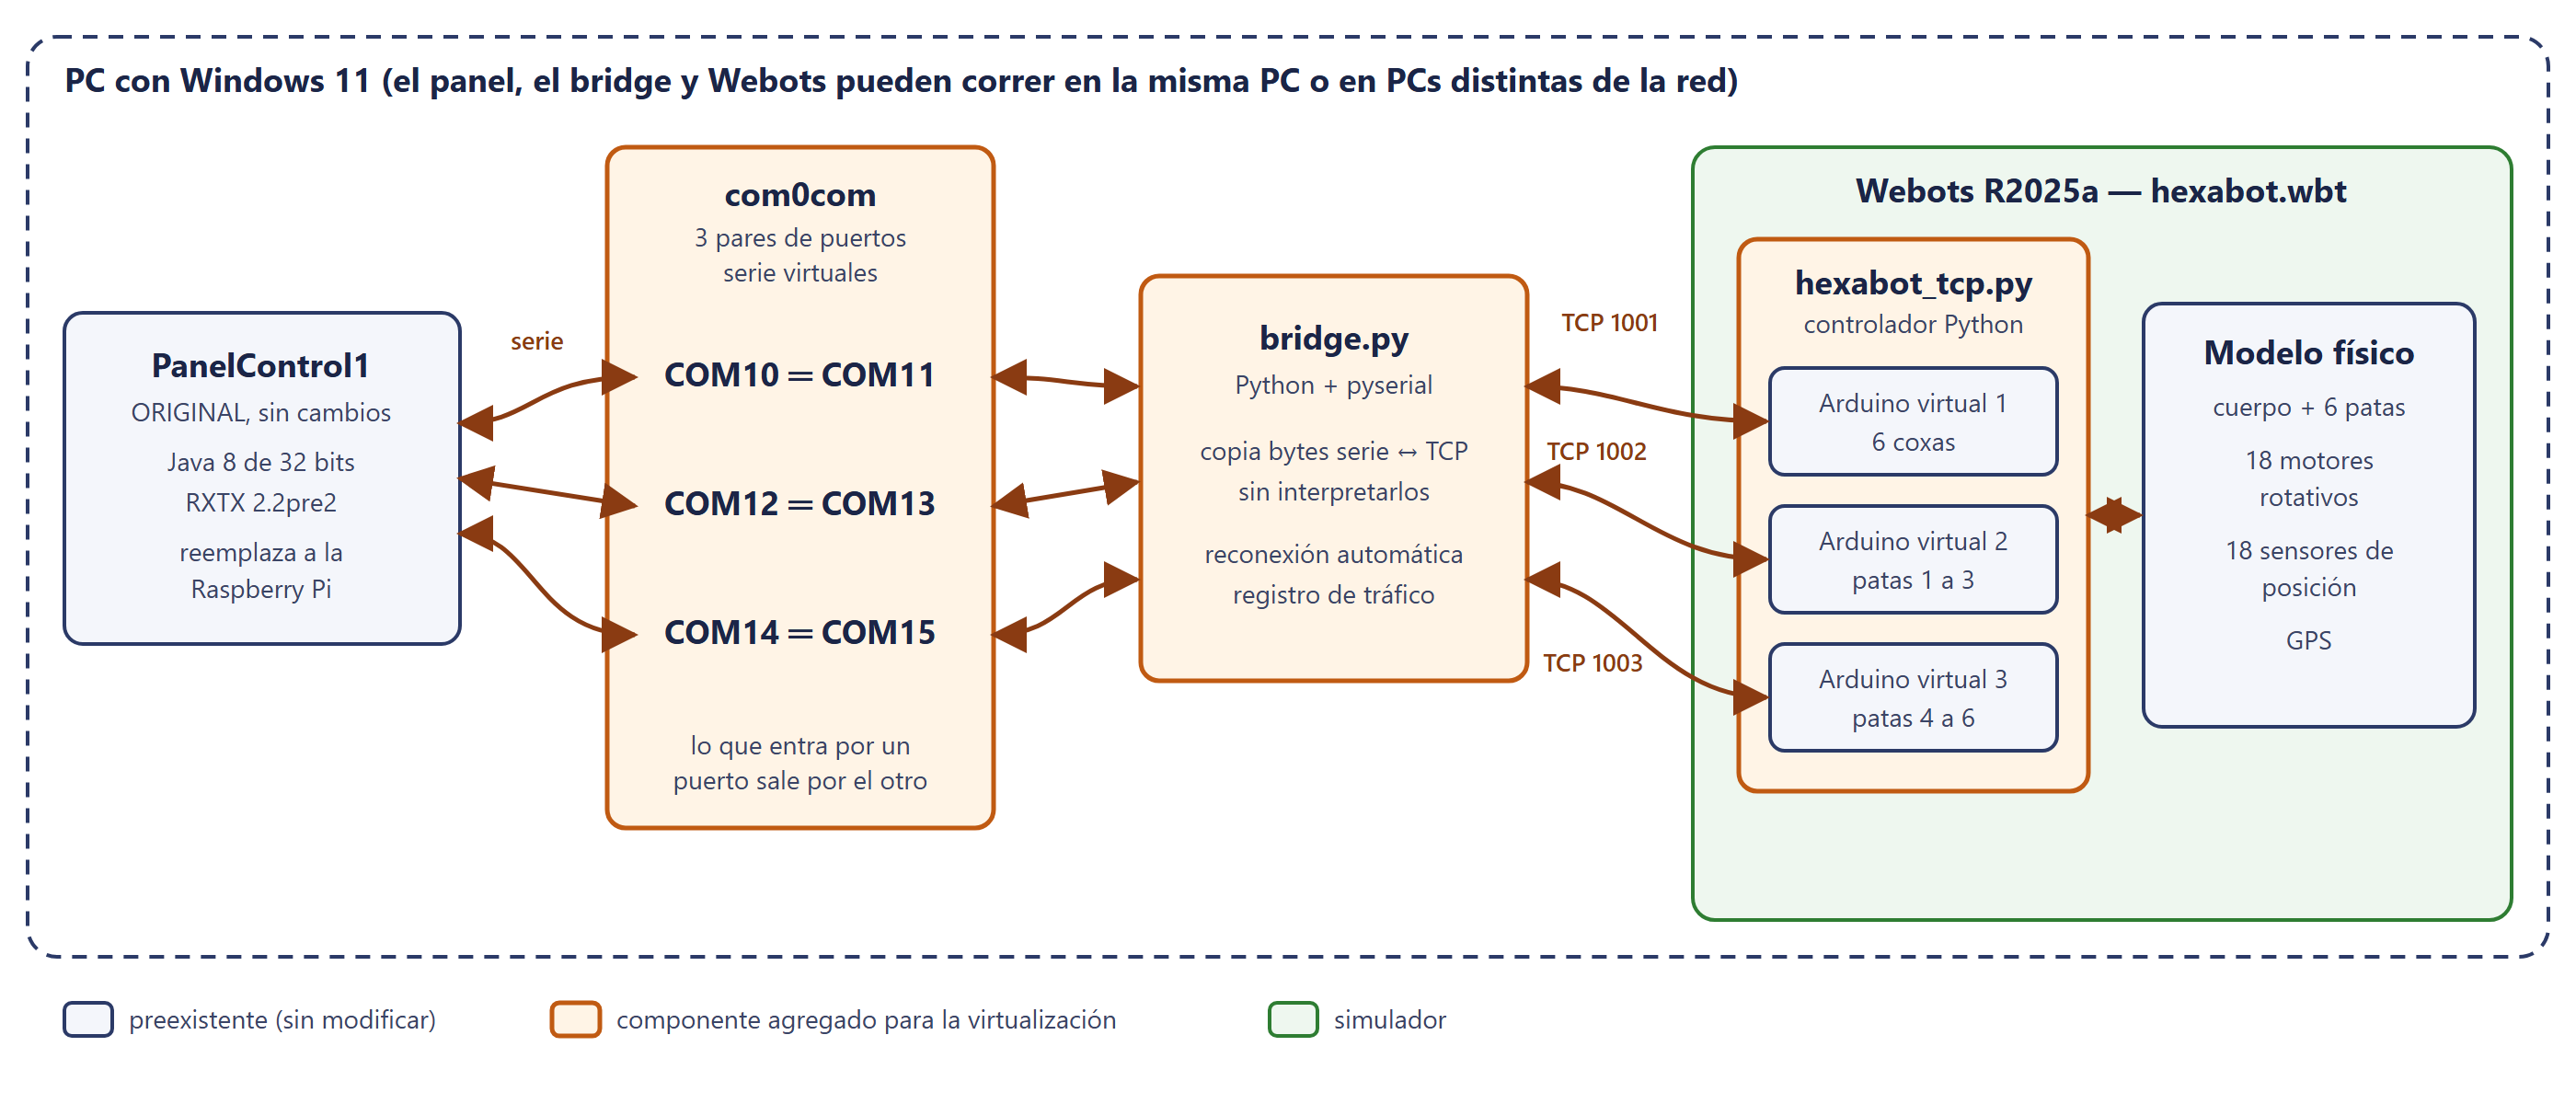 PC con Windows 11 (el panel, el bridge y Webots pueden correr en la misma PC o en PCs distintas de la red)
PanelControl1
ORIGINAL, sin cambios
Java 8 de 32 bits
RXTX 2.2pre2
reemplaza a la
Raspberry Pi
serie
com0com
3 pares de puertos
serie virtuales
COM10 = COM11
COM12 = COM13
COM14 = COM15
lo que entra por un
puerto sale por el otro
bridge.py
Python + pyserial
copia bytes serie ↔ TCP
sin interpretarlos
reconexión automática
registro de tráfico
TCP 1001
TCP 1002
TCP 1003
Webots R2025a — hexabot.wbt
hexabot_tcp.py
controlador Python
Arduino virtual 1
6 coxas
Arduino virtual 2
patas 1 a 3
Arduino virtual 3
patas 4 a 6
Modelo físico
cuerpo + 6 patas
18 motores
rotativos
18 sensores de
posición
GPS
preexistente (sin modificar)
componente agregado para la virtualización
simulador